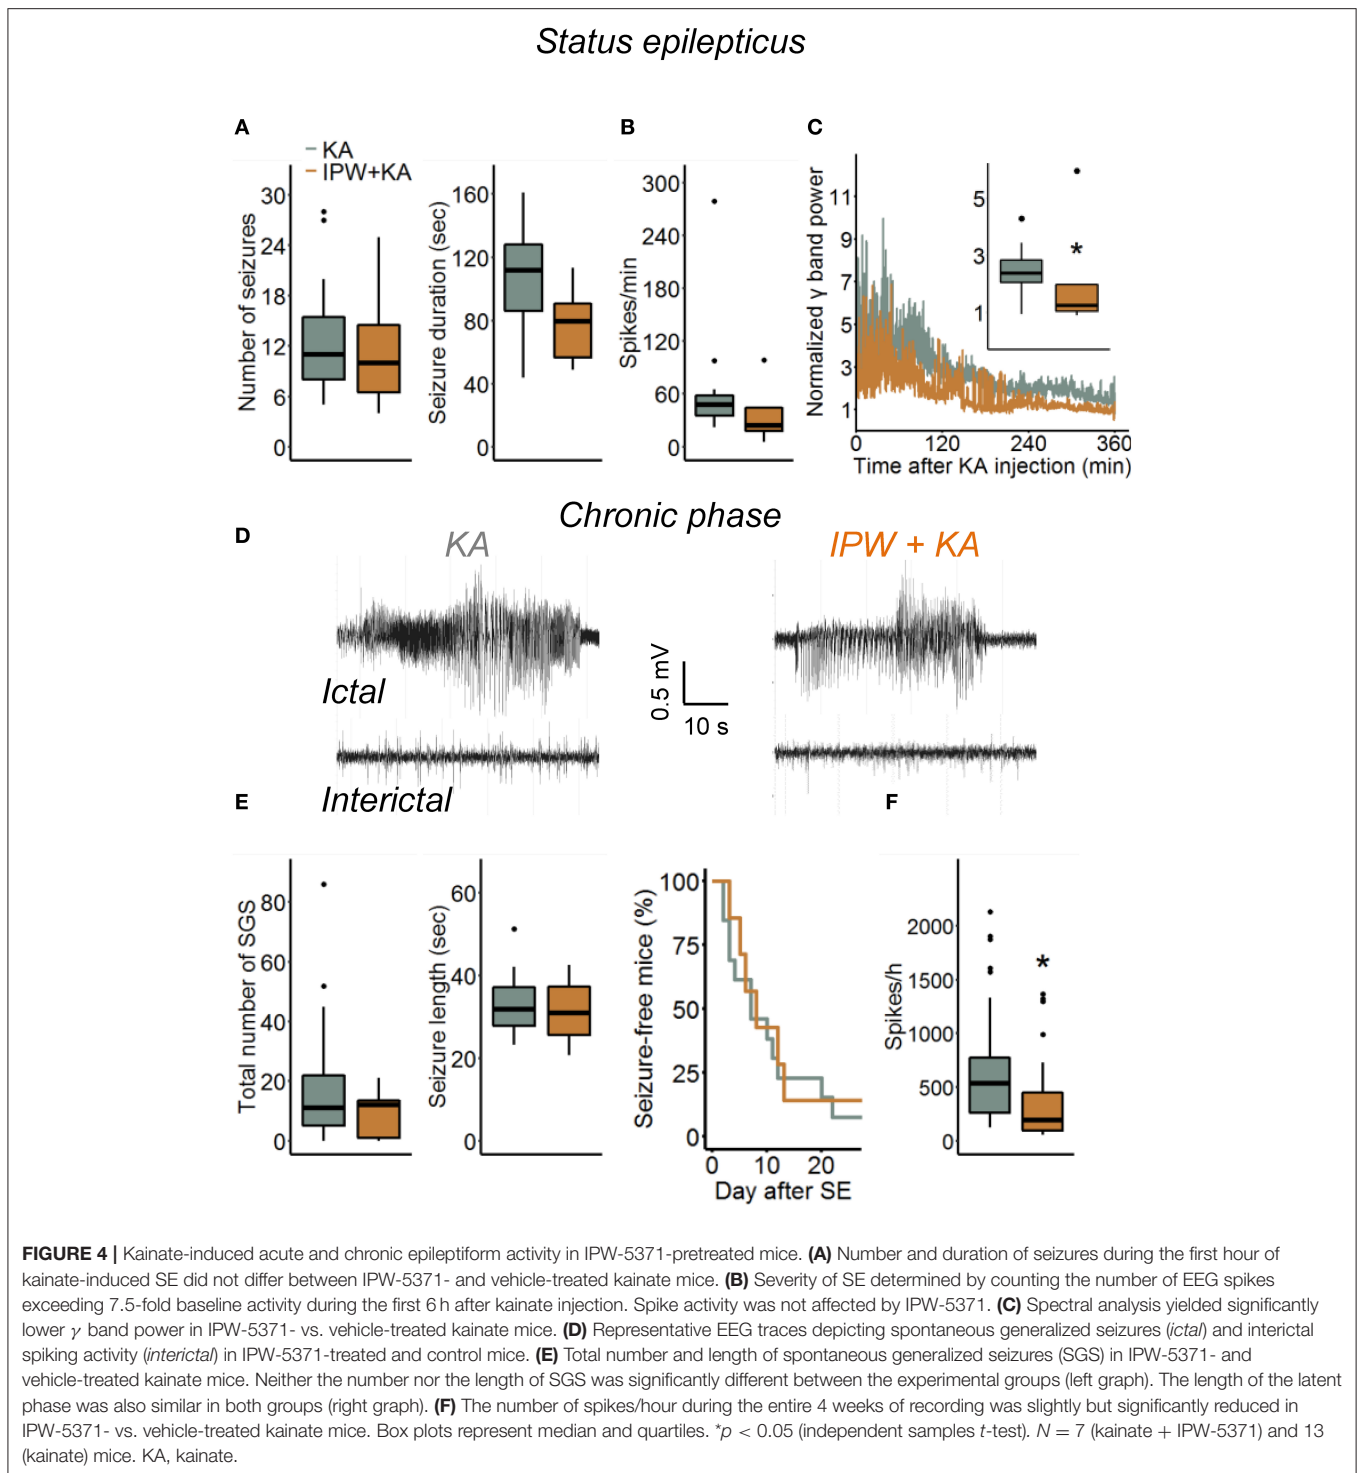 Status epilepticus
A
KA
IPW+KA
Number of seizures
30
24
18
12
6
0
Seizure duration (sec)
160
120
80
40
0
B
Spikes/min
300
240
180
120
60
0
C
Normalized γ band power
11
9
7
5
3
1
5
3
1
*
0
120
240
360
Time after KA injection (min)
Chronic phase
D
KA
IPW + KA
Ictal
0.5 mV
10 s
Interictal
E
Total number of SGS
80
60
40
20
0
Seizure length (sec)
60
40
20
0
Seizure-free mice (%)
100
75
50
25
0
0
10
20
Day after SE
F
Spikes/h
2000
1500
1000
500
0
*
FIGURE 4 | Kainate-induced acute and chronic epileptiform activity in IPW-5371-pretreated mice. (A) Number and duration of seizures during the first hour of
kainate-induced SE did not differ between IPW-5371- and vehicle-treated kainate mice. (B) Severity of SE determined by counting the number of EEG spikes
exceeding 7.5-fold baseline activity during the first 6 h after kainate injection. Spike activity was not affected by IPW-5371. (C) Spectral analysis yielded significantly
lower γ band power in IPW-5371- vs. vehicle-treated kainate mice. (D) Representative EEG traces depicting spontaneous generalized seizures (ictal) and interictal
spiking activity (interictal) in IPW-5371-treated and control mice. (E) Total number and length of spontaneous generalized seizures (SGS) in IPW-5371- and
vehicle-treated kainate mice. Neither the number nor the length of SGS was significantly different between the experimental groups (left graph). The length of the latent
phase was also similar in both groups (right graph). (F) The number of spikes/hour during the entire 4 weeks of recording was slightly but significantly reduced in
IPW-5371- vs. vehicle-treated kainate mice. Box plots represent median and quartiles. *p < 0.05 (independent samples t-test). N = 7 (kainate + IPW-5371) and 13
(kainate) mice. KA, kainate.